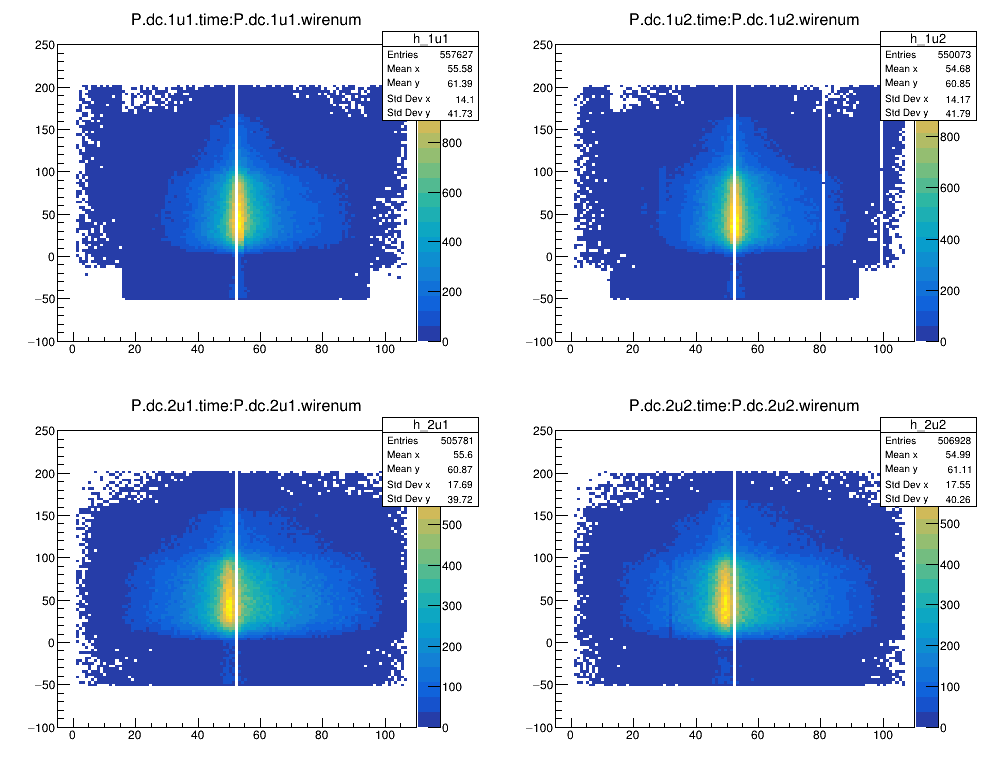 P.dc.1u1.time:P.dc.1u1.wirenum
h_1u1
Entries 557627
Mean x 55.58
Mean y 61.39
Std Dev x 14.1
Std Dev y 41.73
250
200
150
100
50
0
−50
−100
0 20 40 60 80 100
800
600
400
200
0
P.dc.1u2.time:P.dc.1u2.wirenum
h_1u2
Entries 550073
Mean x 54.68
Mean y 60.85
Std Dev x 14.17
Std Dev y 41.79
250
200
150
100
50
0
−50
−100
0 20 40 60 80 100
800
600
400
200
0
P.dc.2u1.time:P.dc.2u1.wirenum
h_2u1
Entries 505781
Mean x 55.6
Mean y 60.87
Std Dev x 17.69
Std Dev y 39.72
250
200
150
100
50
0
−50
−100
0 20 40 60 80 100
500
400
300
200
100
0
P.dc.2u2.time:P.dc.2u2.wirenum
h_2u2
Entries 506928
Mean x 54.99
Mean y 61.11
Std Dev x 17.55
Std Dev y 40.26
250
200
150
100
50
0
−50
−100
0 20 40 60 80 100
500
400
300
200
100
0